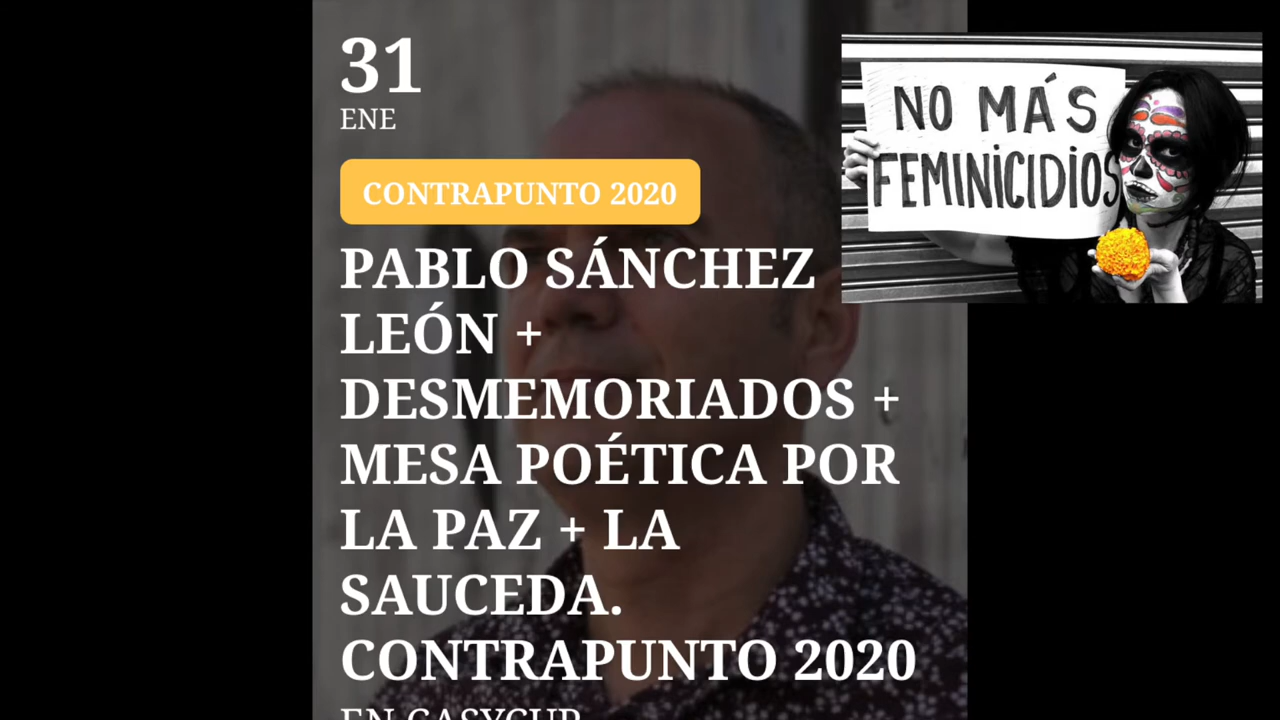 31
ENE
CONTRAPUNTO 2020
PABLO SÁNCHEZ
LEÓN +
DESMEMORIADOS +
MESA POÉTICA POR
LA PAZ + LA
SAUCEDA.
CONTRAPUNTO 2020
NO MÁS
FEMINICIDIOS